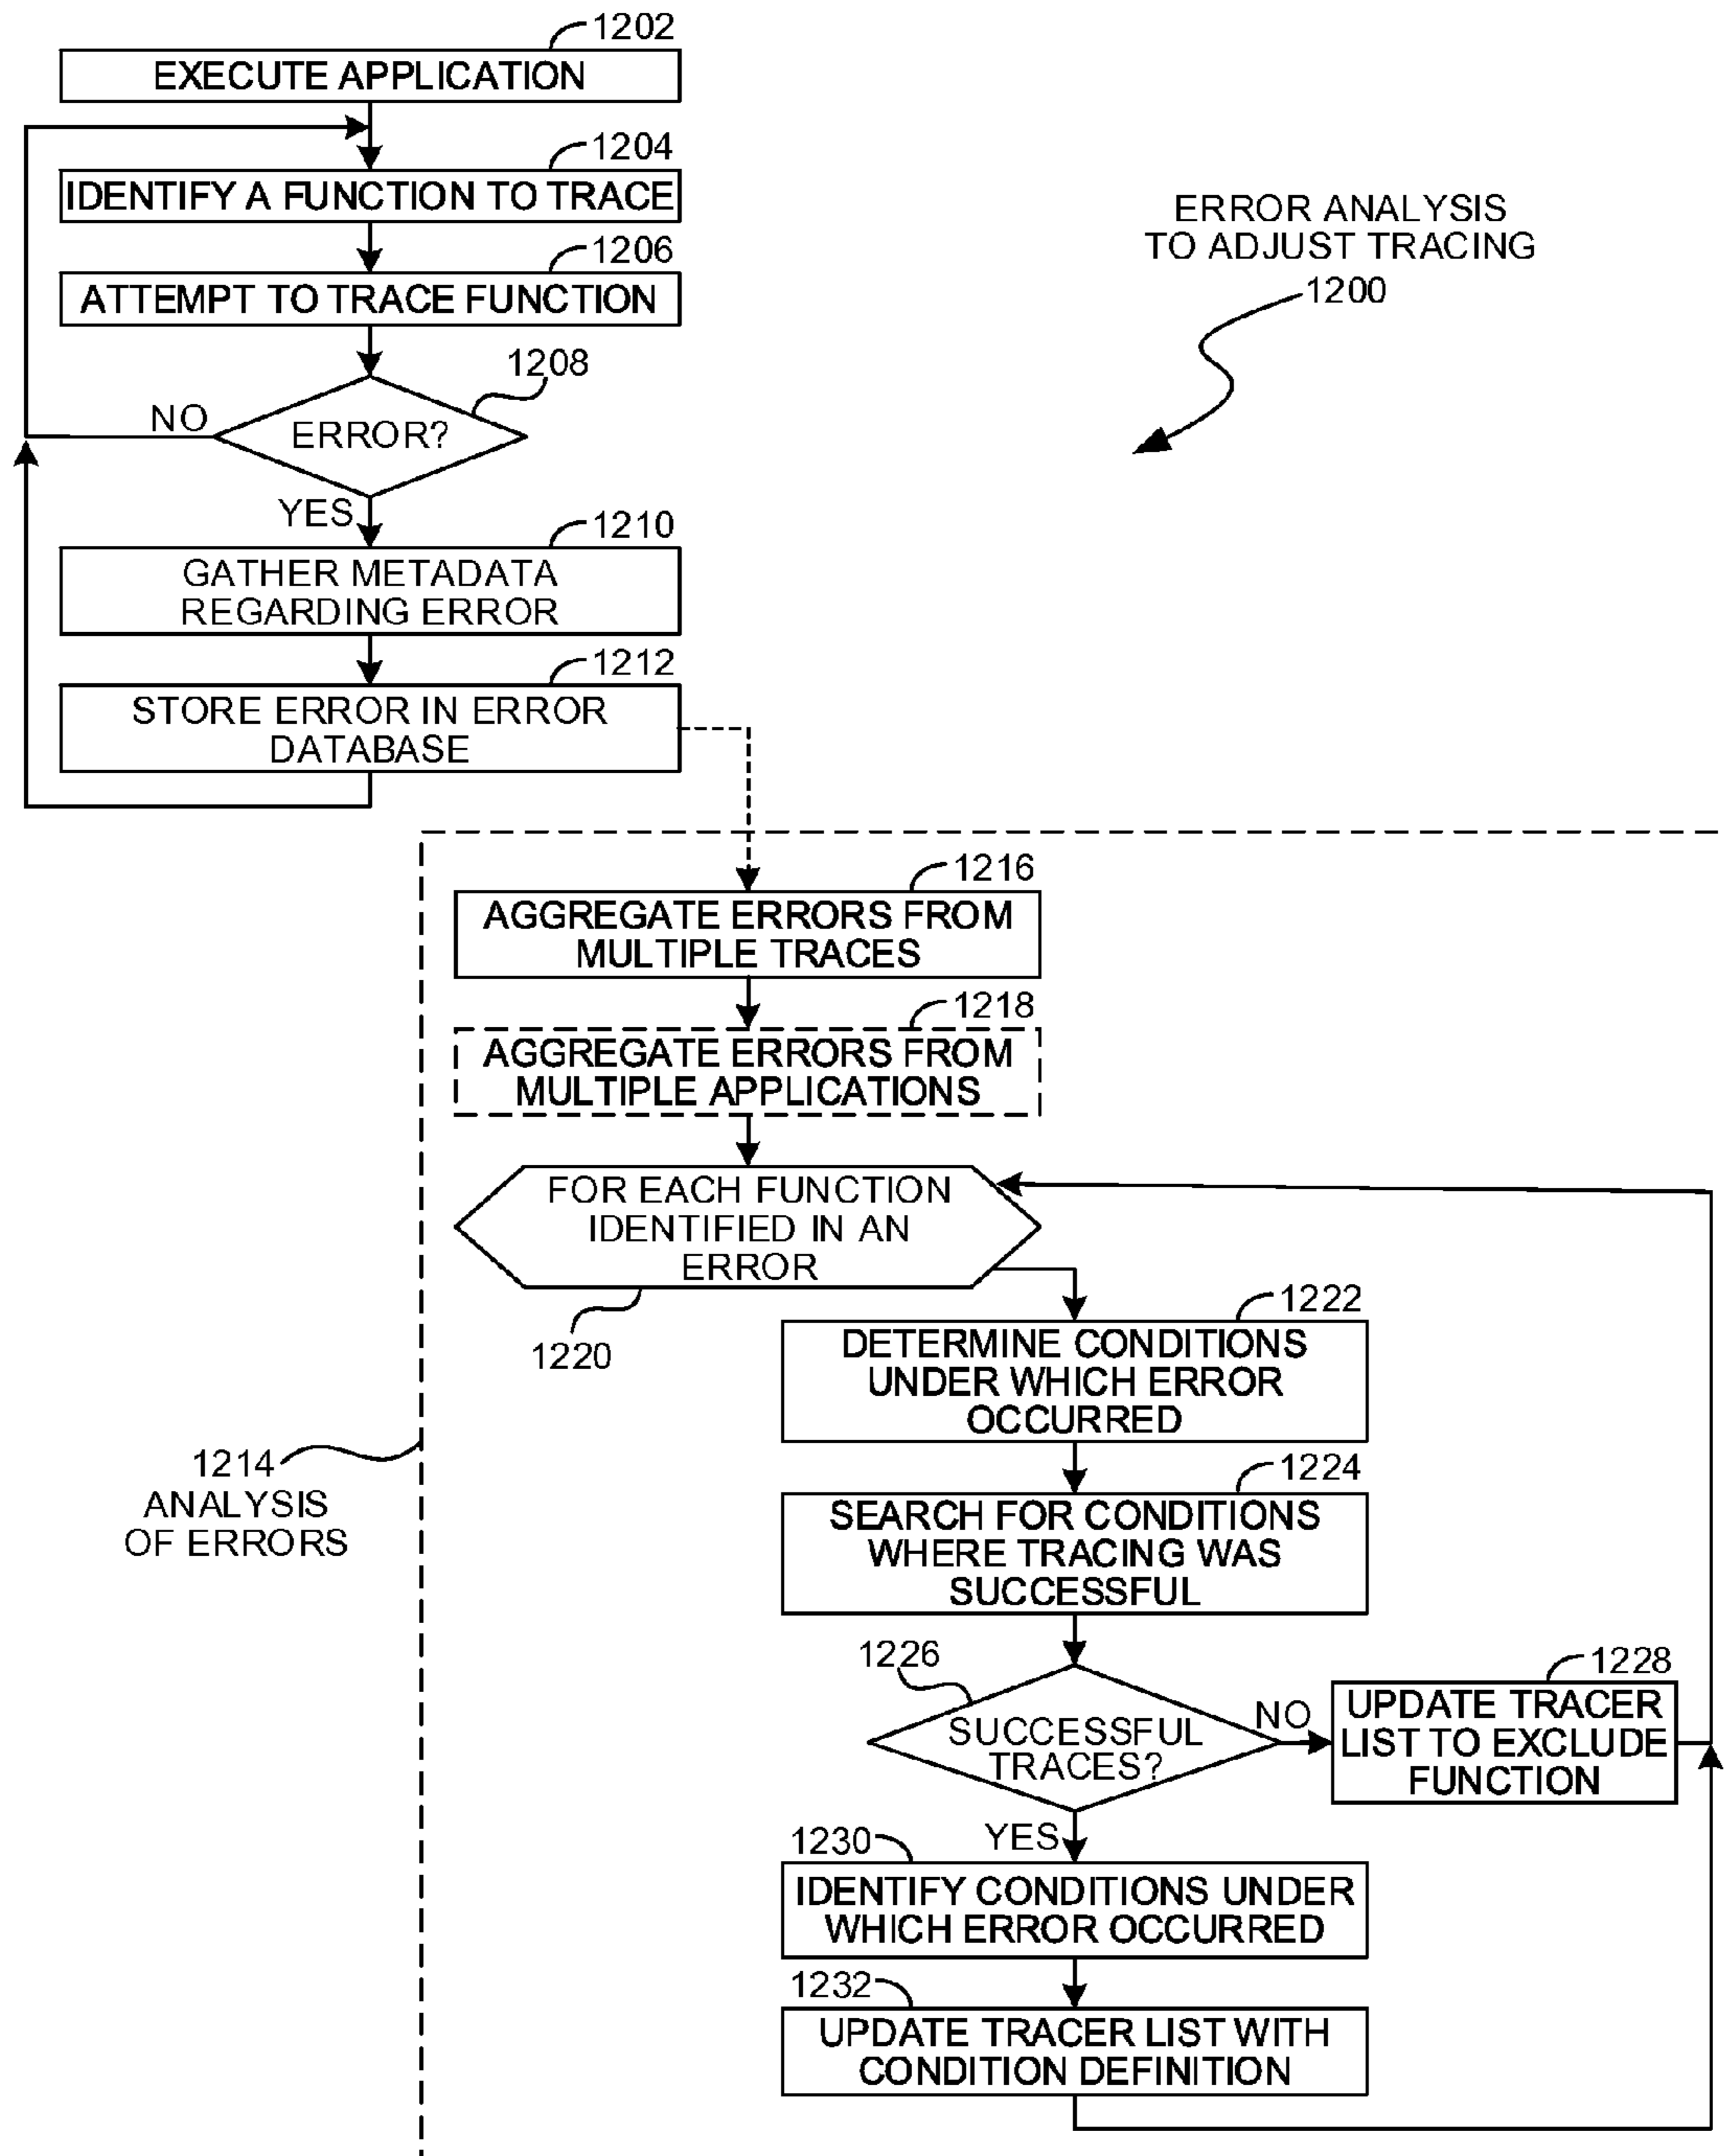 1202
EXECUTE APPLICATION
1204
IDENTIFY A FUNCTION TO TRACE
1206
ATTEMPT TO TRACE FUNCTION
1208
NO
ERROR?
YES
1210
GATHER METADATA
REGARDING ERROR
1212
STORE ERROR IN ERROR
DATABASE
ERROR ANALYSIS
TO ADJUST TRACING
1200
1216
AGGREGATE ERRORS FROM
MULTIPLE TRACES
1218
AGGREGATE ERRORS FROM
MULTIPLE APPLICATIONS
FOR EACH FUNCTION
IDENTIFIED IN AN
ERROR
1220
1222
DETERMINE CONDITIONS
UNDER WHICH ERROR
OCCURRED
1214
ANALYSIS
OF ERRORS
1224
SEARCH FOR CONDITIONS
WHERE TRACING WAS
SUCCESSFUL
1226
SUCCESSFUL
TRACES?
NO
1228
UPDATE TRACER
LIST TO EXCLUDE
FUNCTION
YES
1230
IDENTIFY CONDITIONS UNDER
WHICH ERROR OCCURRED
1232
UPDATE TRACER LIST WITH
CONDITION DEFINITION